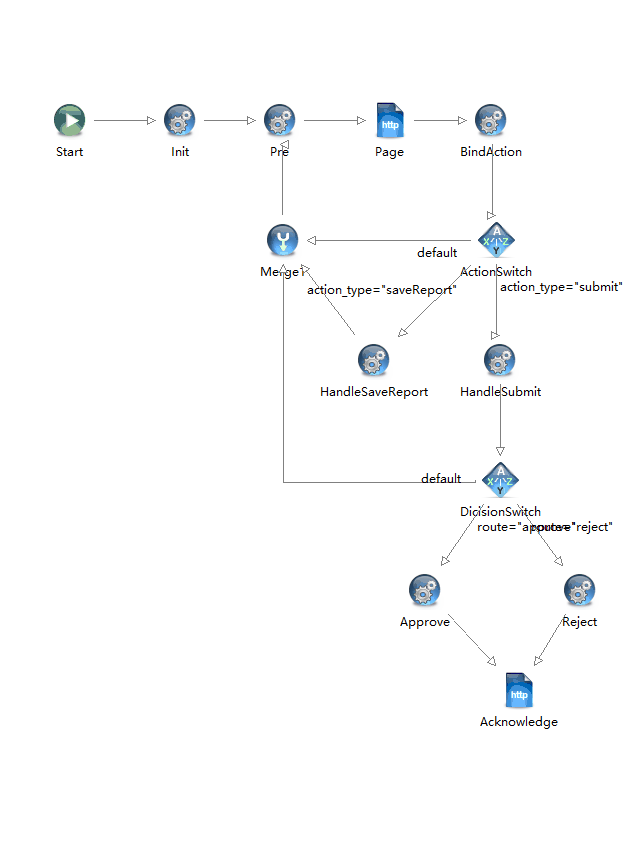 Start
Init
Pre
http
Page
BindAction
Merge1
default
A
X
Z
Y
ActionSwitch
action_type="saveReport"
action_type="submit"
HandleSaveReport
HandleSubmit
default
A
X
Z
Y
DicisionSwitch
route="approve"
route="reject"
Approve
Reject
http
Acknowledge